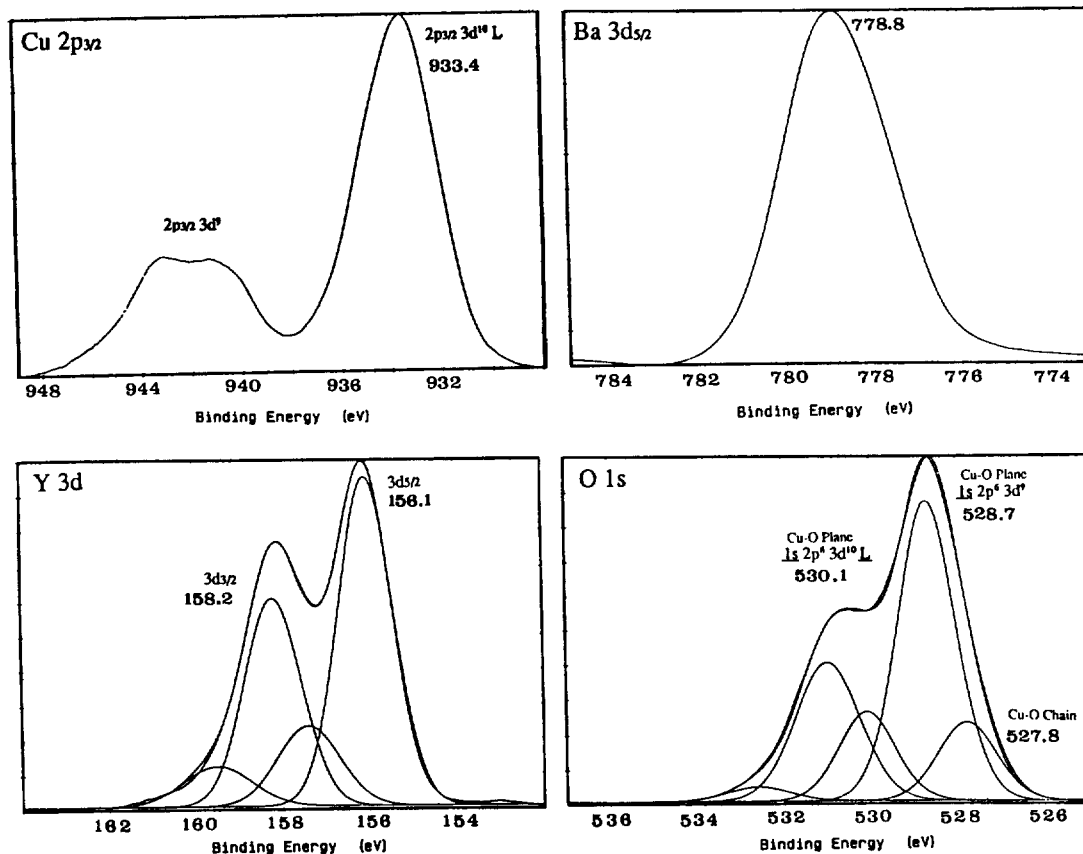 Cu 2p3/2
2p3/2 3d¹⁰ L
933.4
2p3/2 3d⁹
948 944 940 936 932
Binding Energy (eV)
Ba 3d5/2
778.8
784 782 780 778 776 774
Binding Energy (eV)
Y 3d
3d5/2
156.1
3d3/2
158.2
162 160 158 156 154
Binding Energy (eV)
O 1s
Cu-O Plane
1s 2p⁶ 3d⁹
528.7
Cu-O Plane
1s 2p⁶ 3d¹⁰ L
530.1
Cu-O Chain
527.8
536 534 532 530 528 526
Binding Energy (eV)